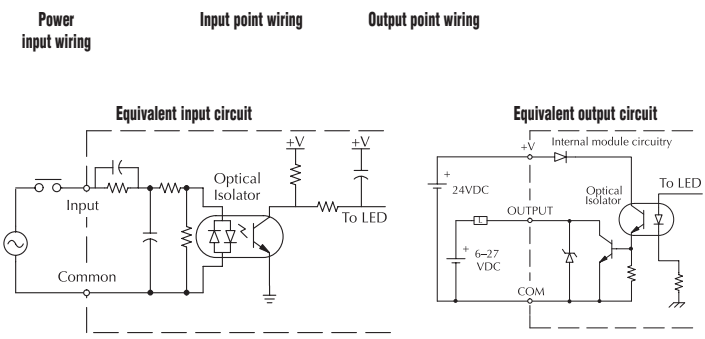 Power
input wiring
Input point wiring
Output point wiring
Equivalent input circuit
+V
+V
Optical
Isolator
Input
To LED
Common
Equivalent output circuit
+V
Internal module circuitry
+
24VDC
Optical
Isolator
To LED
OUTPUT
L
+
6–27
VDC
COM